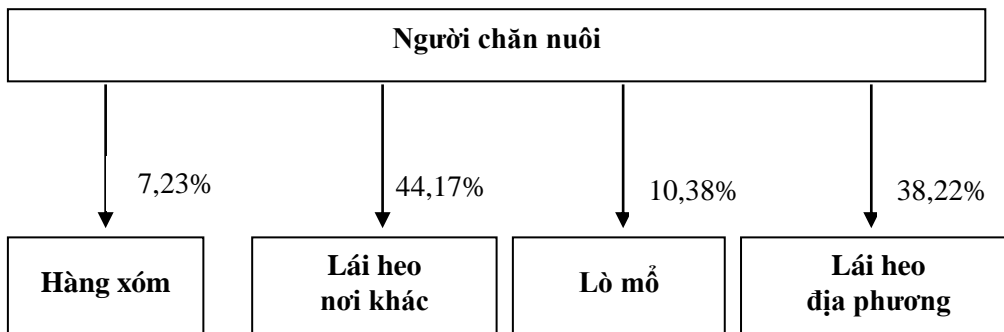 Người chăn nuôi
7,23%
44,17%
10,38%
38,22%
Hàng xóm
Lái heo
nơi khác
Lò mổ
Lái heo
địa phương